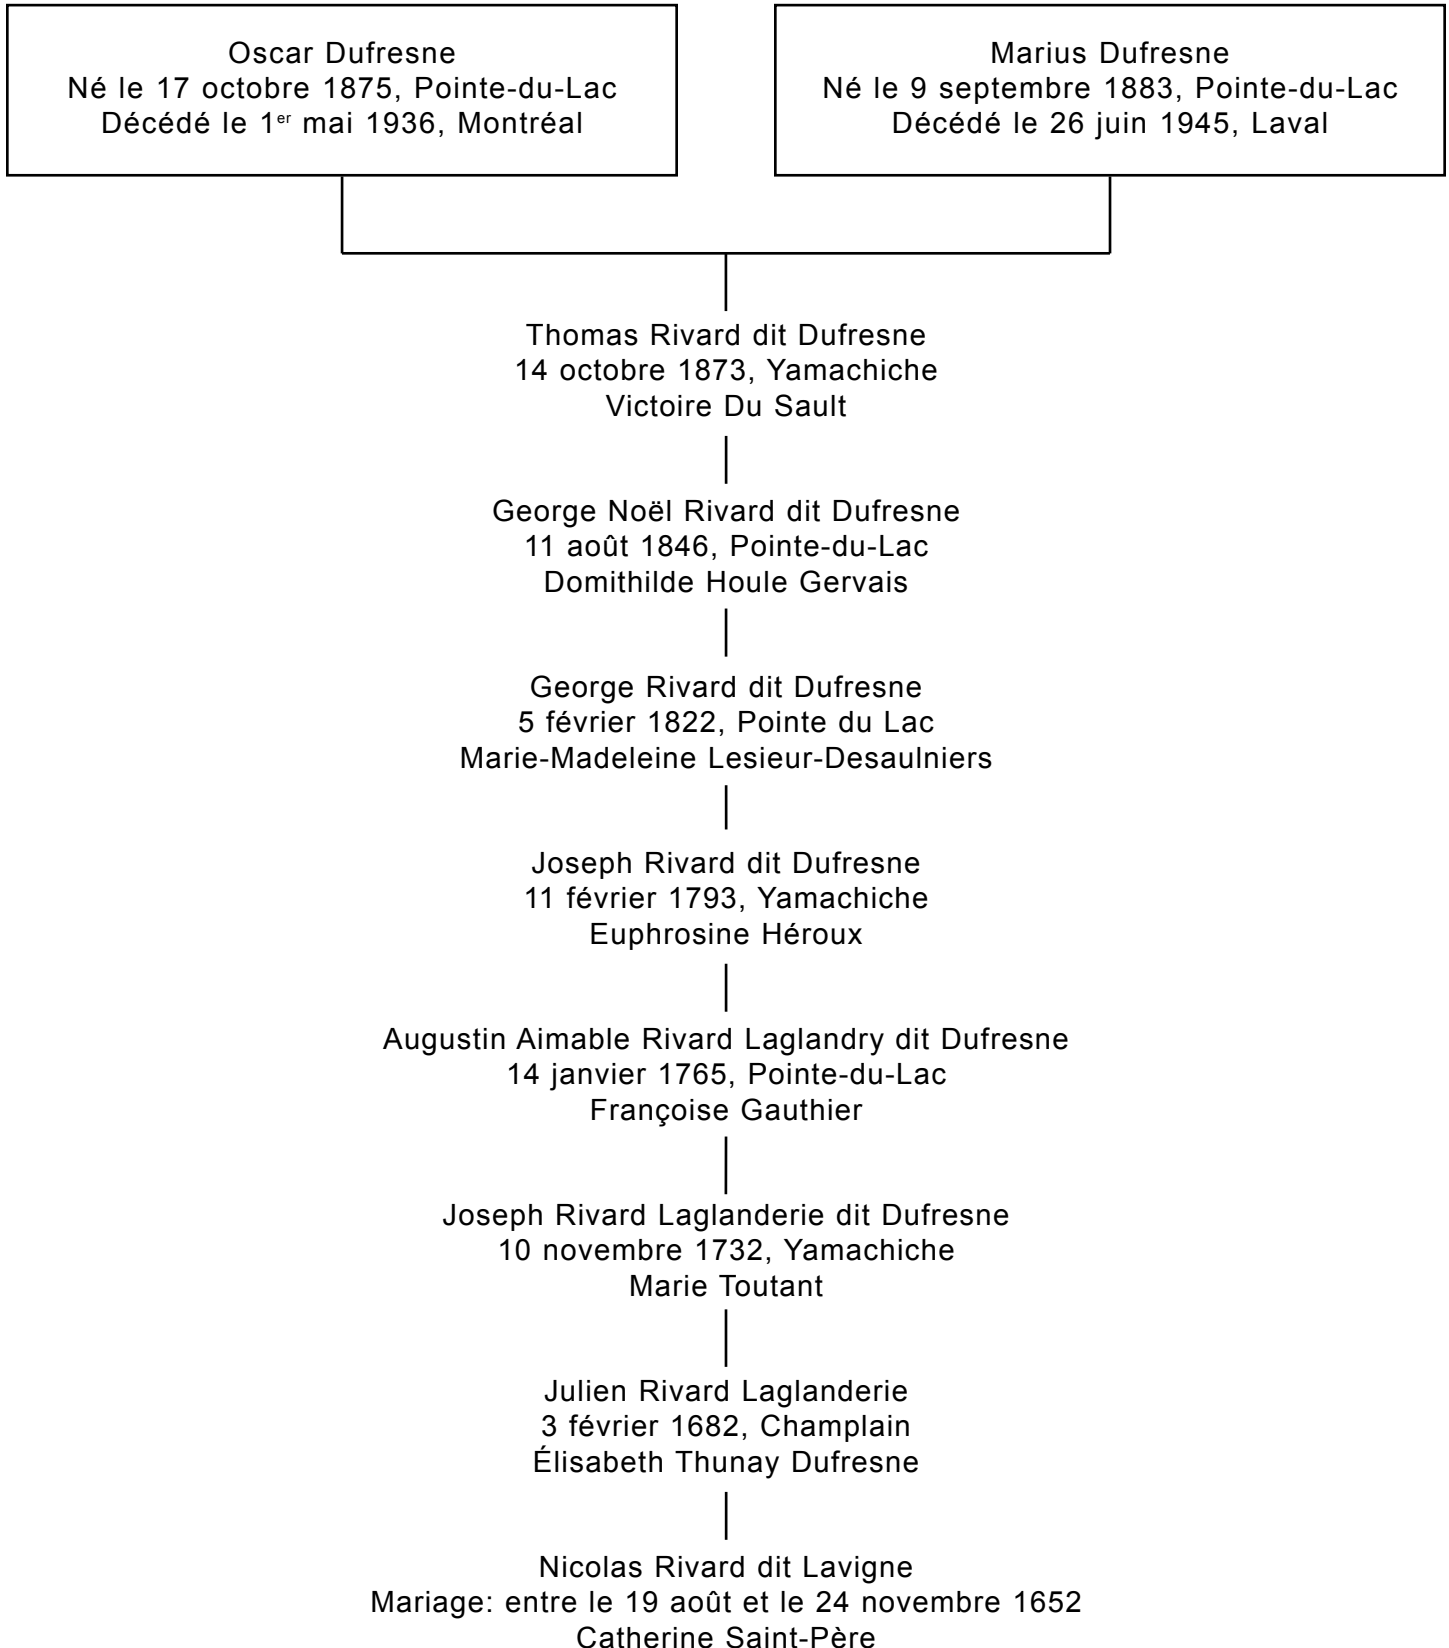 Oscar Dufresne
Né le 17 octobre 1875, Pointe-du-Lac
Décédé le 1er mai 1936, Montréal
Marius Dufresne
Né le 9 septembre 1883, Pointe-du-Lac
Décédé le 26 juin 1945, Laval
Thomas Rivard dit Dufresne
14 octobre 1873, Yamachiche
Victoire Du Sault
George Noël Rivard dit Dufresne
11 août 1846, Pointe-du-Lac
Domithilde Houle Gervais
George Rivard dit Dufresne
5 février 1822, Pointe du Lac
Marie-Madeleine Lesieur-Desaulniers
Joseph Rivard dit Dufresne
11 février 1793, Yamachiche
Euphrosine Héroux
Augustin Aimable Rivard Laglandry dit Dufresne
14 janvier 1765, Pointe-du-Lac
Françoise Gauthier
Joseph Rivard Laglanderie dit Dufresne
10 novembre 1732, Yamachiche
Marie Toutant
Julien Rivard Laglanderie
3 février 1682, Champlain
Élisabeth Thunay Dufresne
Nicolas Rivard dit Lavigne
Mariage: entre le 19 août et le 24 novembre 1652
Catherine Saint-Père